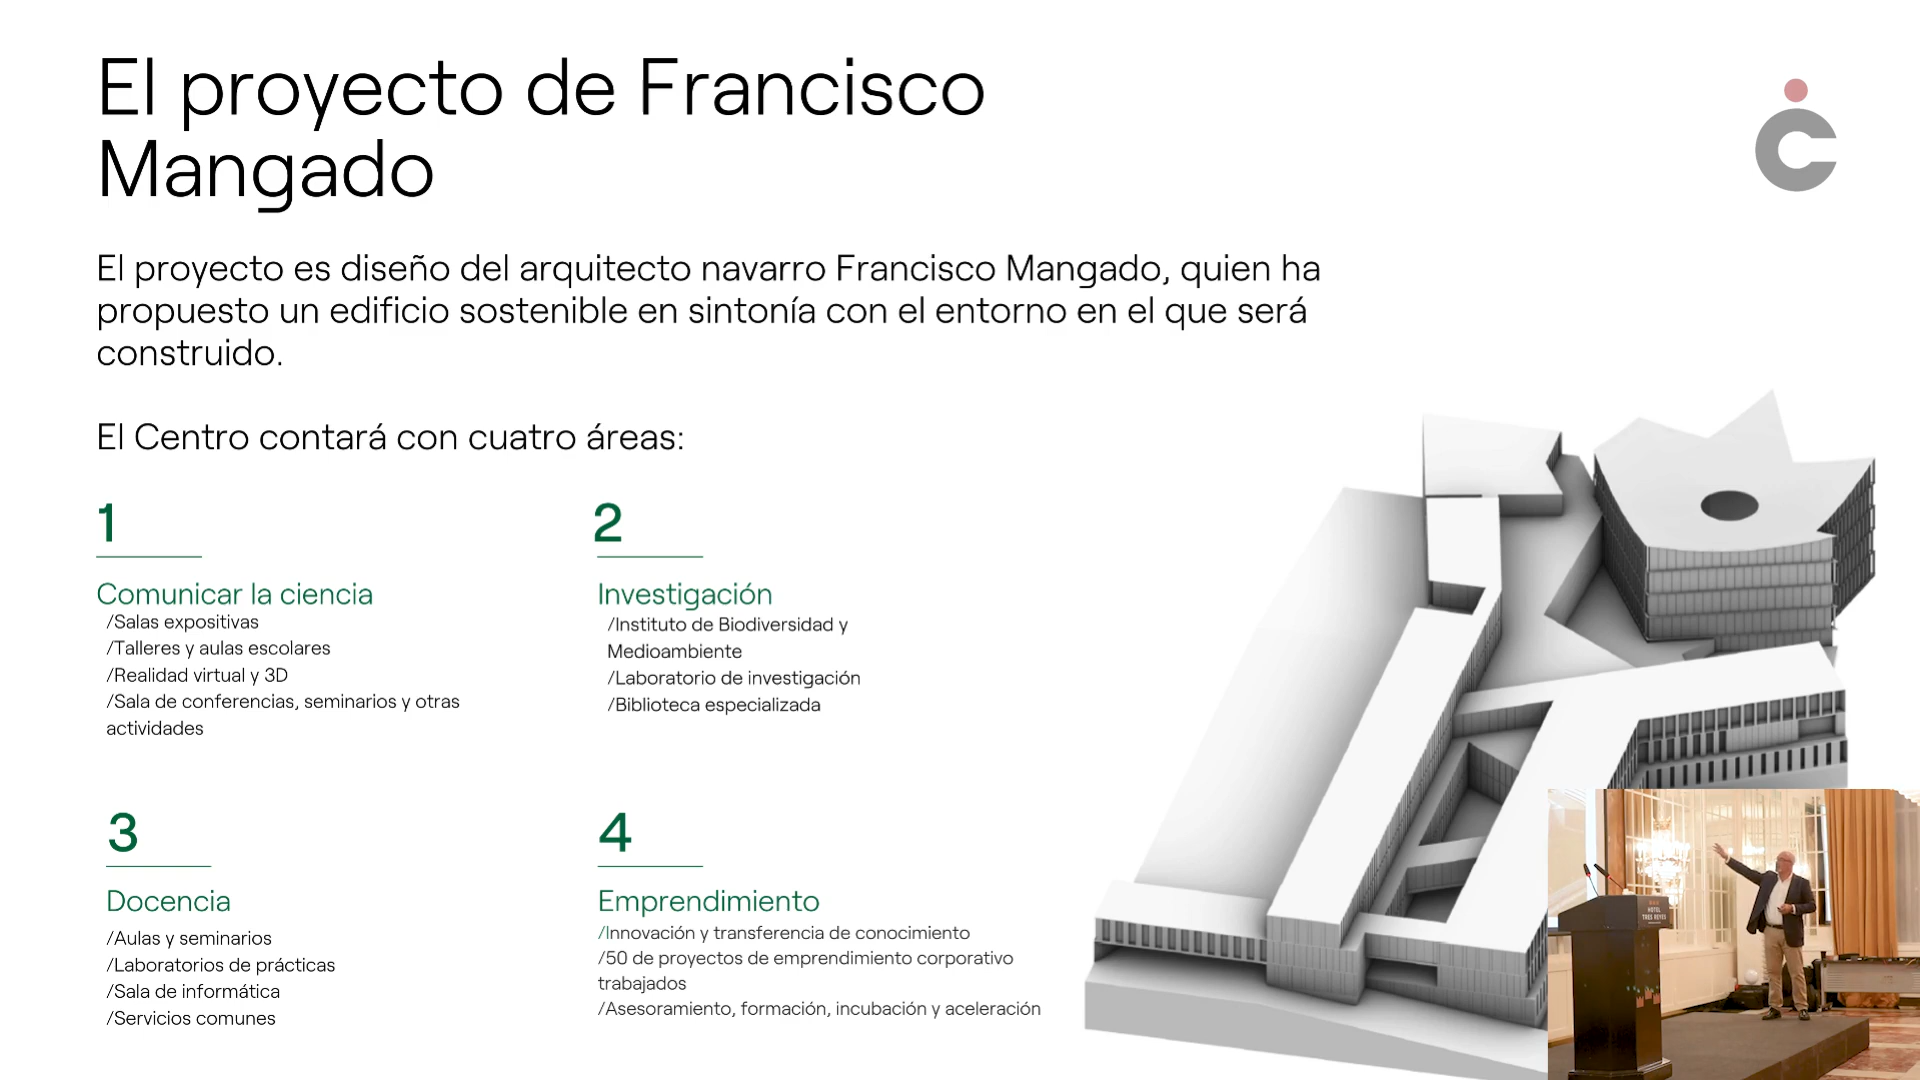 El proyecto de Francisco
Mangado
El proyecto es diseño del arquitecto navarro Francisco Mangado, quien ha
propuesto un edificio sostenible en sintonía con el entorno en el que será
construido.
El Centro contará con cuatro áreas:
1
Comunicar la ciencia
/Salas expositivas
/Talleres y aulas escolares
/Realidad virtual y 3D
/Sala de conferencias, seminarios y otras
actividades
2
Investigación
/Instituto de Biodiversidad y
Medioambiente
/Laboratorio de investigación
/Biblioteca especializada
3
Docencia
/Aulas y seminarios
/Laboratorios de prácticas
/Sala de informática
/Servicios comunes
4
Emprendimiento
/Innovación y transferencia de conocimiento
/50 de proyectos de emprendimiento corporativo
trabajados
/Asesoramiento, formación, incubación y aceleración
HOTEL
TRES REYES